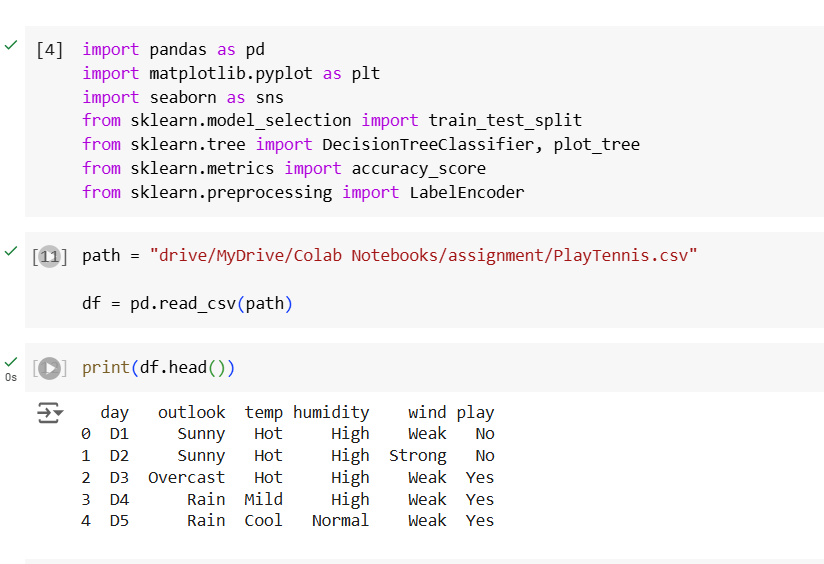 [4] import pandas as pd
import matplotlib.pyplot as plt
import seaborn as sns
from sklearn.model_selection import train_test_split
from sklearn.tree import DecisionTreeClassifier, plot_tree
from sklearn.metrics import accuracy_score
from sklearn.preprocessing import LabelEncoder
[11] path = "drive/MyDrive/Colab Notebooks/assignment/PlayTennis.csv"
df = pd.read_csv(path)
[ ] print(df.head())
0s
day outlook temp humidity wind play
0 D1 Sunny Hot High Weak No
1 D2 Sunny Hot High Strong No
2 D3 Overcast Hot High Weak Yes
3 D4 Rain Mild High Weak Yes
4 D5 Rain Cool Normal Weak Yes